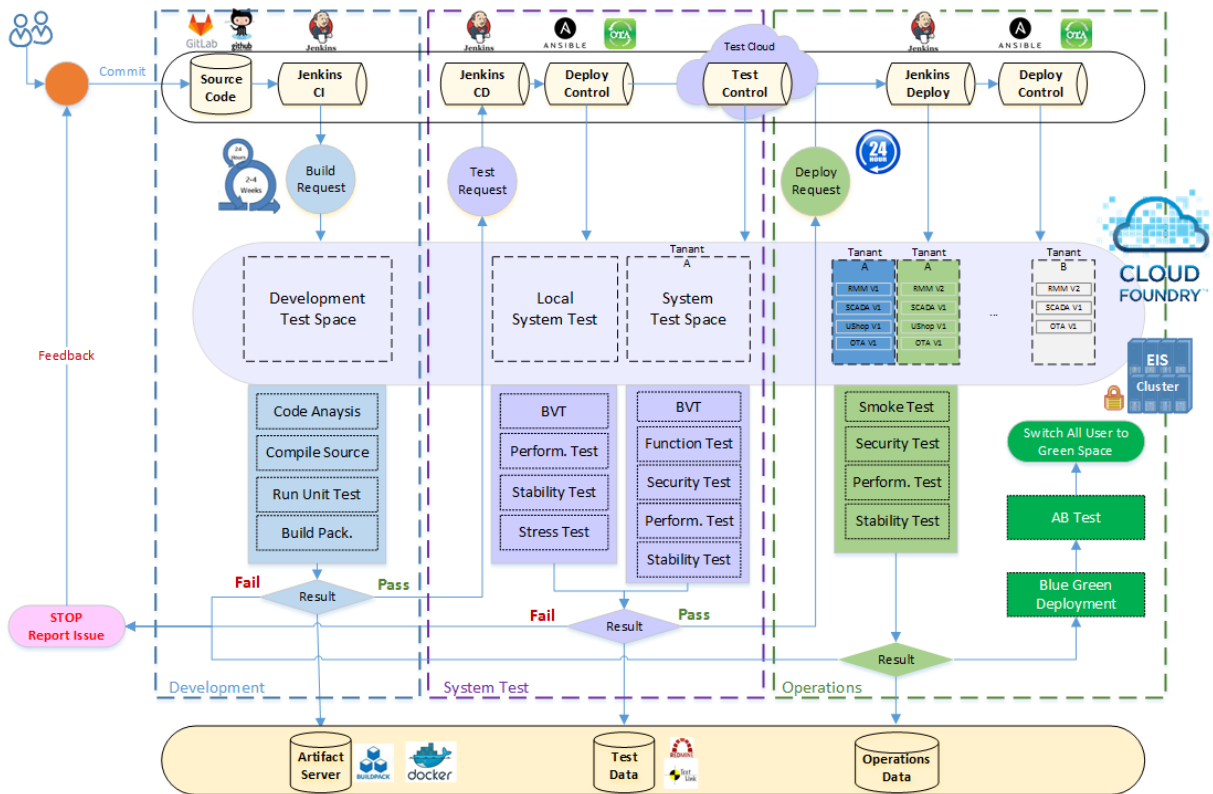 GitLab
github
Jenkins
Jenkins
ANSIBLE
OTA
Test Cloud
Jenkins
ANSIBLE
OTA
Commit
Source
Code
Jenkins
CI
Jenkins
CD
Deploy
Control
Test
Control
Jenkins
Deploy
Deploy
Control
24
Hours
2-4
Weeks
Build
Request
Test
Request
Deploy
Request
24
HOUR
Tanant
A
Tanant
A
Tanant
A
Tanant
B
Development
Test Space
Local
System Test
System
Test Space
RMM V1
SCADA V1
UShop V1
OTA V1
RMM V2
SCADA V1
UShop V1
OTA V1
...
RMM V2
SCADA V1
OTA V1
CLOUD
FOUNDRY™
EIS
Cluster
Feedback
Code Anaysis
Compile Source
Run Unit Test
Build Pack.
BVT
Perform. Test
Stability Test
Stress Test
BVT
Function Test
Security Test
Perform. Test
Stability Test
Smoke Test
Security Test
Perform. Test
Stability Test
Switch All User to
Green Space
AB Test
Blue Green
Deployment
Fail
Pass
Result
STOP
Report Issue
Fail
Pass
Result
Result
Development
System Test
Operations
Artifact
Server
BUILDPACK
docker
Test
Data
REDMINE
Test
Link
Operations
Data